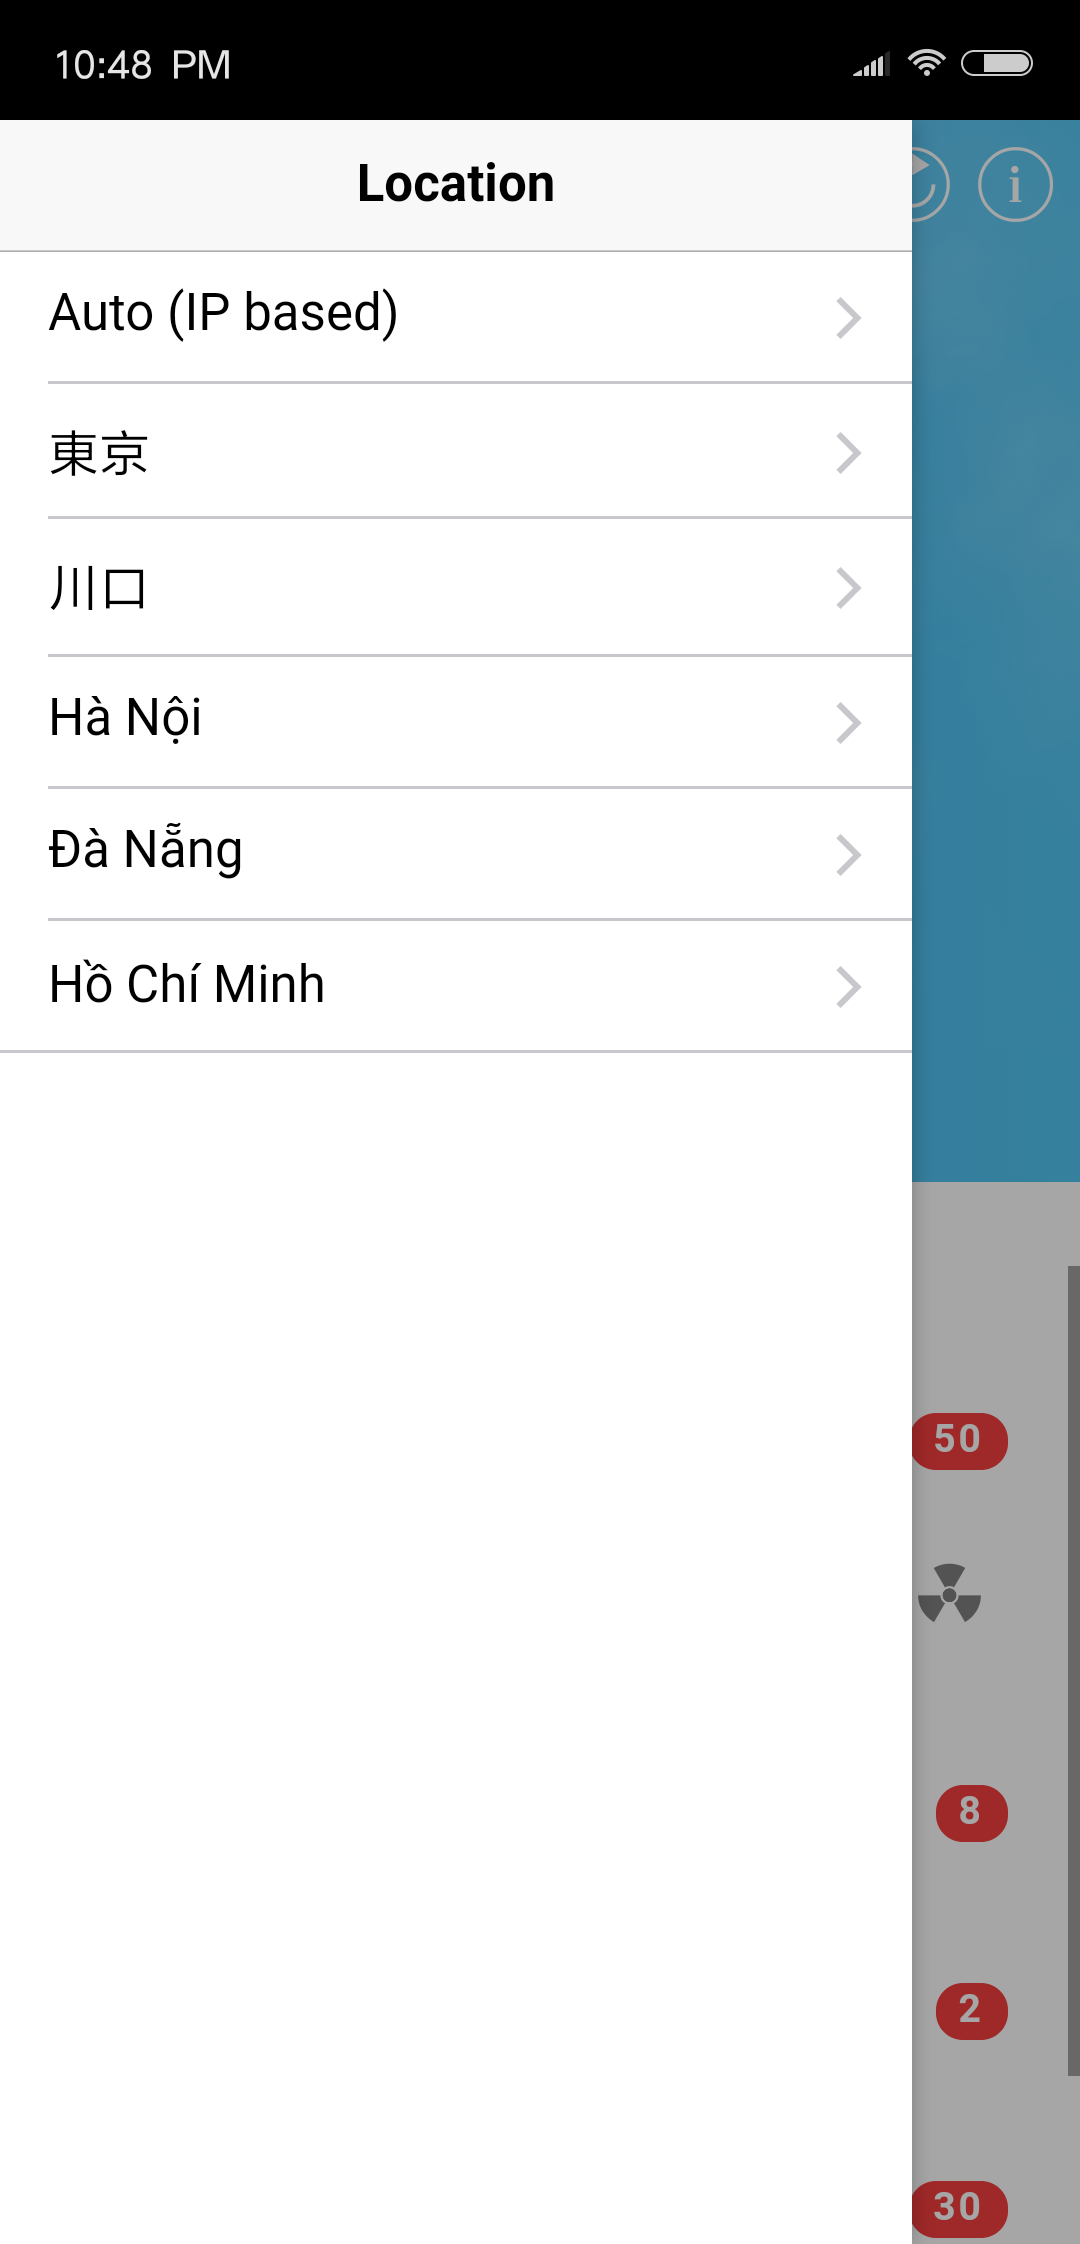 10:48 PM
Location
i
Auto (IP based)
東京
川口
Hà Nội
Đà Nẵng
Hồ Chí Minh
50
8
2
30